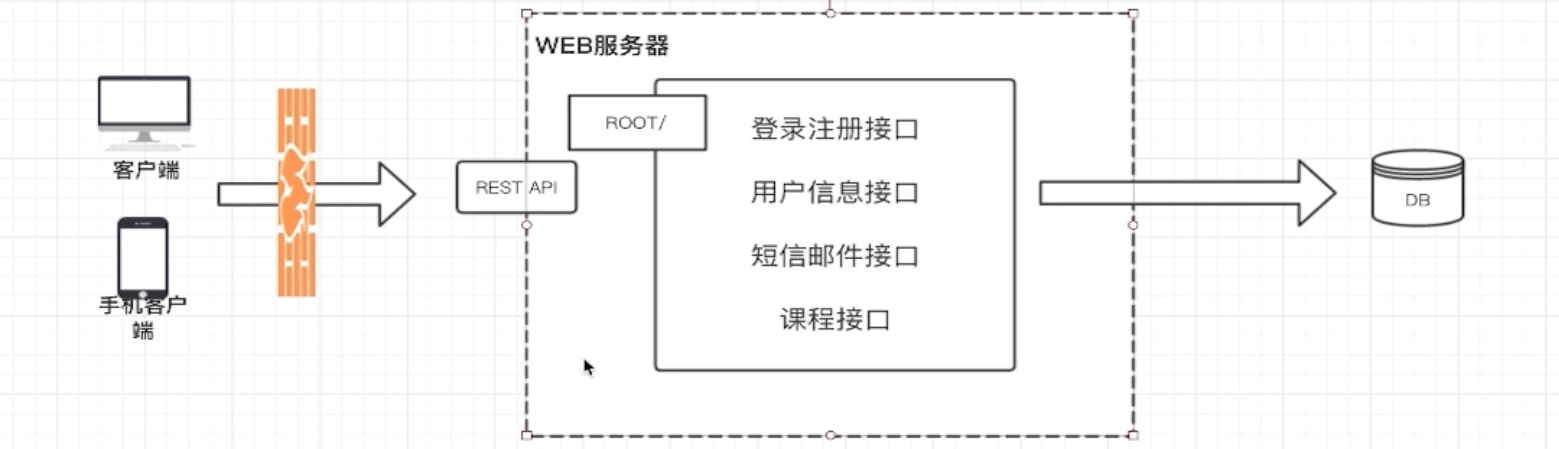 WEB服务器
ROOT/
登录注册接口
客户端
REST API
用户信息接口
DB
短信邮件接口
手机客户
端
课程接口